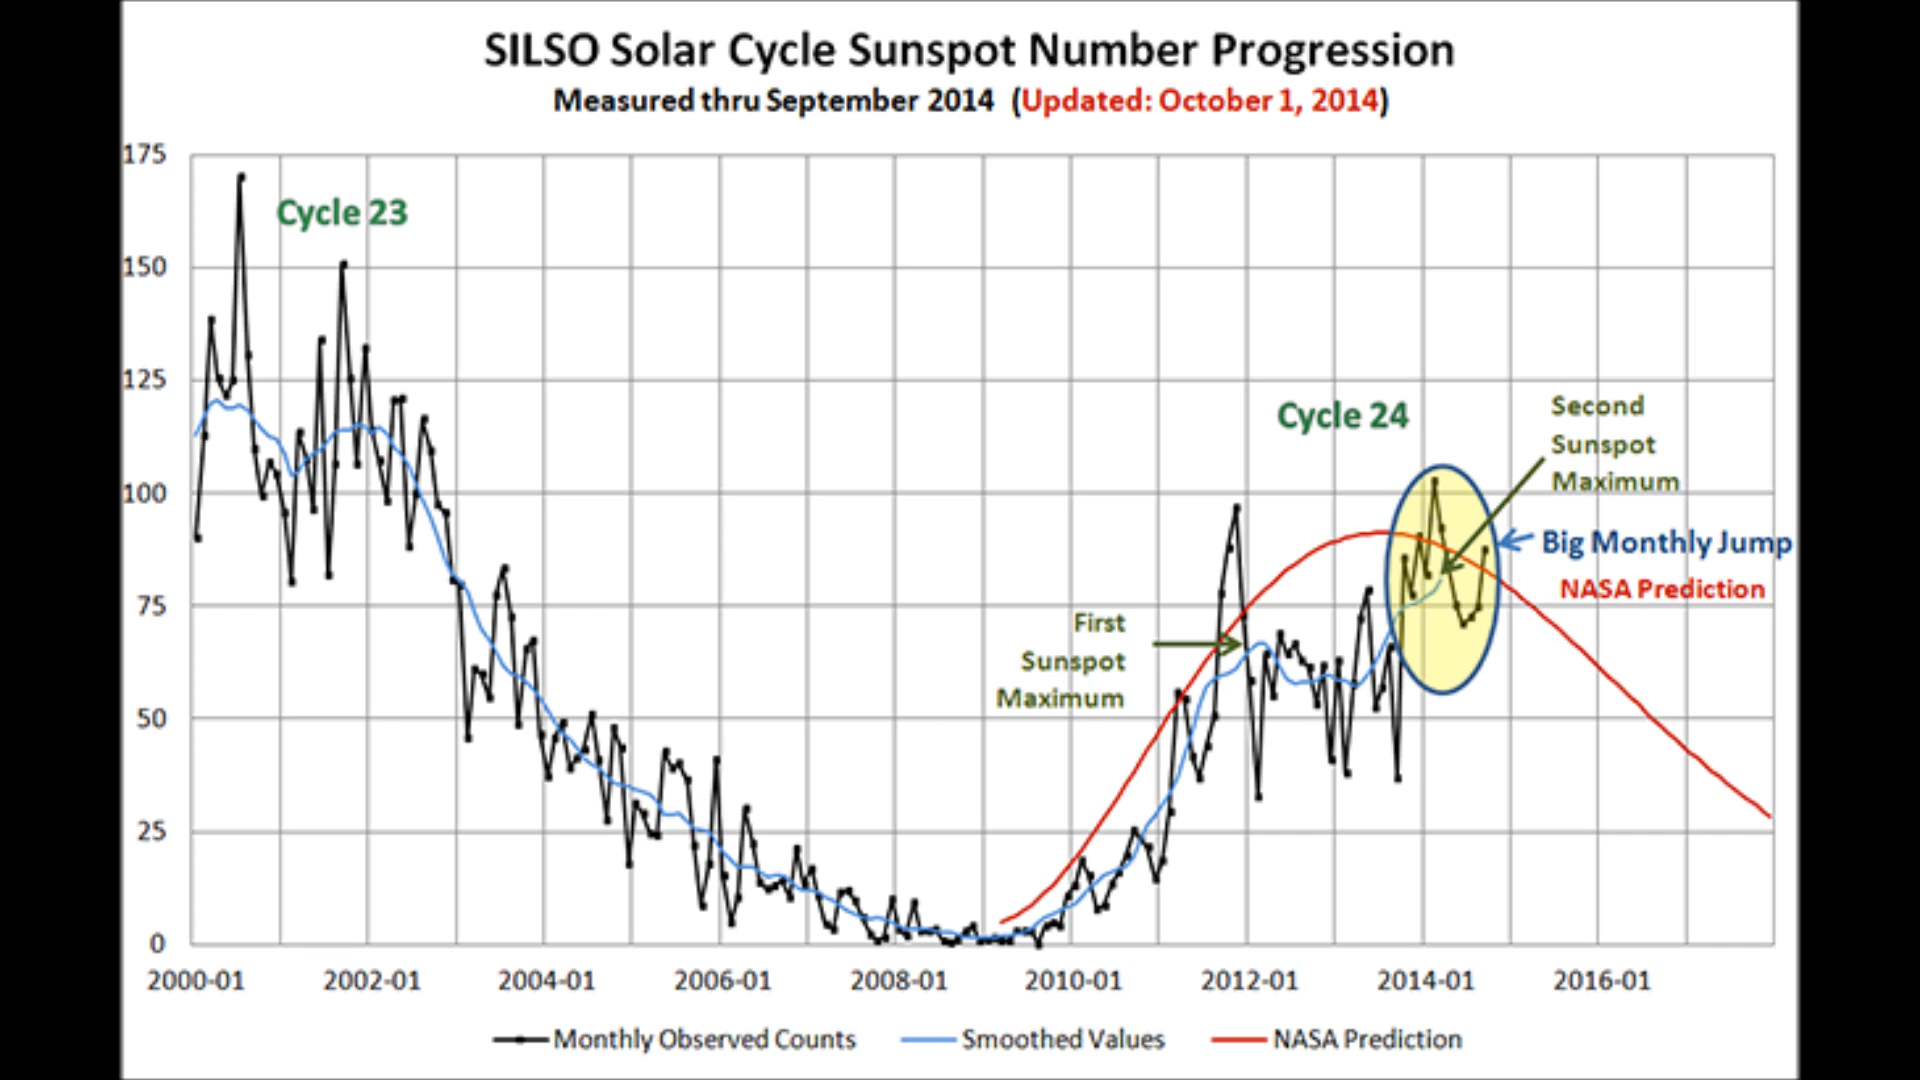 SILSO Solar Cycle Sunspot Number Progression
Measured thru September 2014 (Updated: October 1, 2014)
175
150
125
100
75
50
25
0
Cycle 23
Cycle 24
First
Sunspot
Maximum
Second
Sunspot
Maximum
Big Monthly Jump
NASA Prediction
2000-01 2002-01 2004-01 2006-01 2008-01 2010-01 2012-01 2014-01 2016-01
Monthly Observed Counts Smoothed Values NASA Prediction